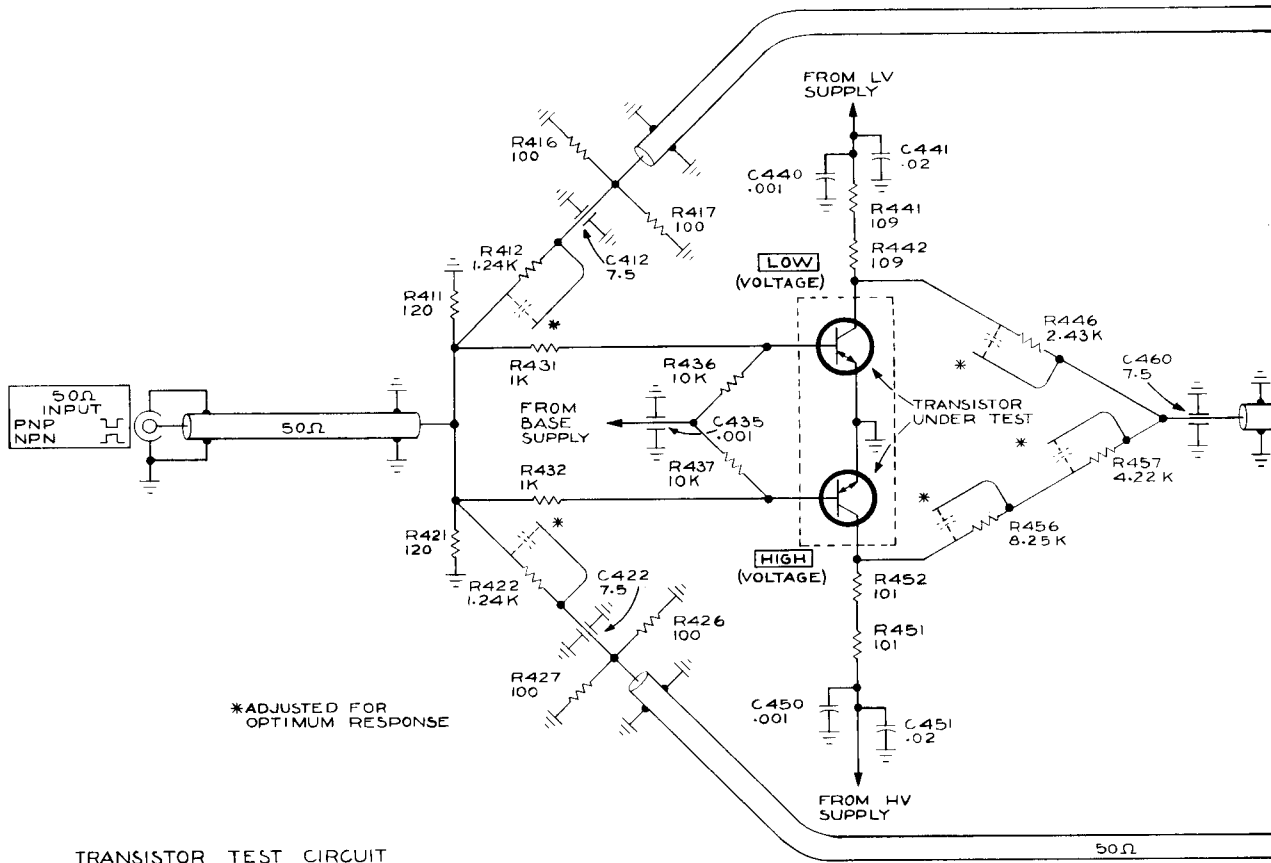 FROM LV
SUPPLY
R416
100
C441
.02
C440
.001
R417
100
R441
109
R412
1.24K
C412
7.5
R442
109
LOW
(VOLTAGE)
R411
120
*
R446
2.43K
C460
7.5
*
R431
1K
R436
10K
50Ω
INPUT
PNP
NPN
50Ω
FROM
BASE
SUPPLY
C435
.001
TRANSISTOR
UNDER TEST
*
R457
4.22K
R432
1K
R437
10K
*
R456
8.25K
R421
120
*
R422
1.24K
C422
7.5
HIGH
(VOLTAGE)
R452
101
R426
100
R451
101
R427
100
*ADJUSTED FOR
OPTIMUM RESPONSE
C450
.001
C451
.02
FROM HV
SUPPLY
50Ω
TRANSISTOR TEST CIRCUIT